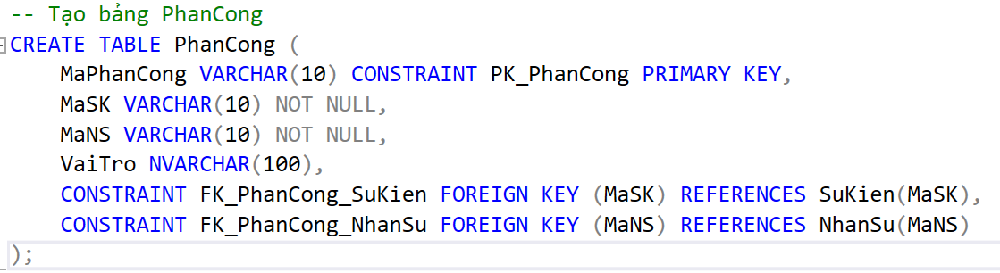 -- Tạo bảng PhanCong
CREATE TABLE PhanCong (
    MaPhanCong VARCHAR(10) CONSTRAINT PK_PhanCong PRIMARY KEY,
    MaSK VARCHAR(10) NOT NULL,
    MaNS VARCHAR(10) NOT NULL,
    VaiTro NVARCHAR(100),
    CONSTRAINT FK_PhanCong_SuKien FOREIGN KEY (MaSK) REFERENCES SuKien(MaSK),
    CONSTRAINT FK_PhanCong_NhanSu FOREIGN KEY (MaNS) REFERENCES NhanSu(MaNS)
);